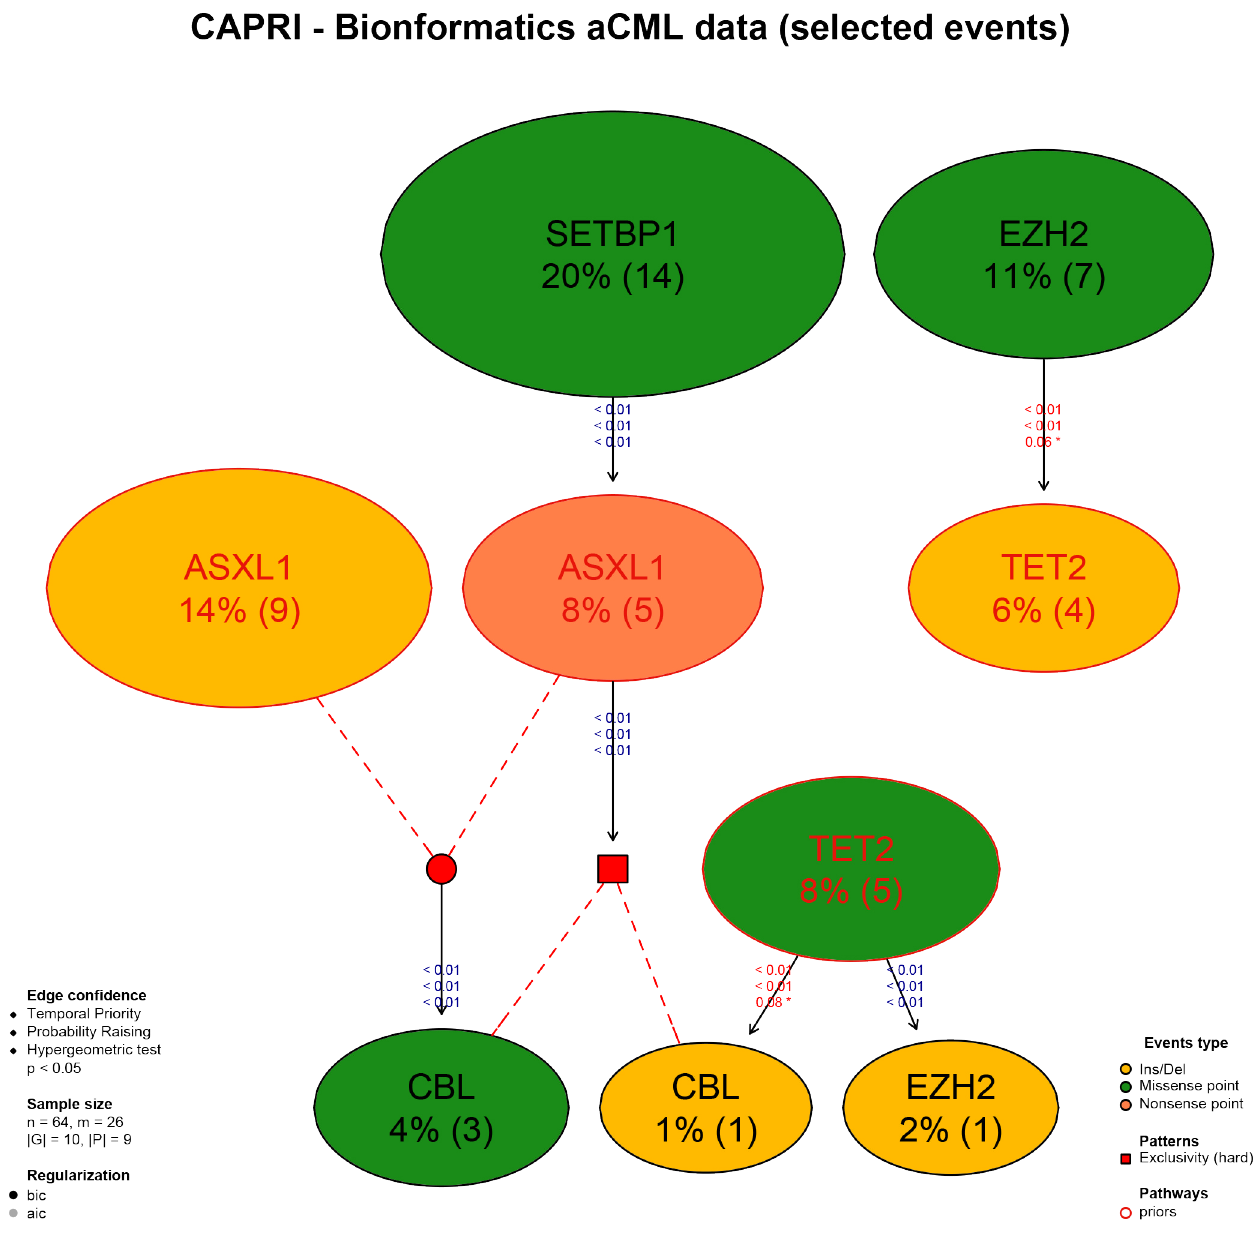 CAPRI - Bionformatics aCML data (selected events)
SETBP1
20% (14)
EZH2
11% (7)
< 0.01
< 0.01
< 0.01
< 0.01
< 0.01
0.06 *
ASXL1
14% (9)
ASXL1
8% (5)
TET2
6% (4)
< 0.01
< 0.01
< 0.01
TET2
8% (5)
< 0.01
< 0.01
< 0.01
< 0.01
< 0.01
0.08 *
< 0.01
< 0.01
< 0.01
CBL
4% (3)
CBL
1% (1)
EZH2
2% (1)
Edge confidence
Temporal Priority
Probability Raising
Hypergeometric test
p < 0.05
Sample size
n = 64, m = 26
|G| = 10, |P| = 9
Regularization
bic
aic
Events type
Ins/Del
Missense point
Nonsense point
Patterns
Exclusivity (hard)
Pathways
priors